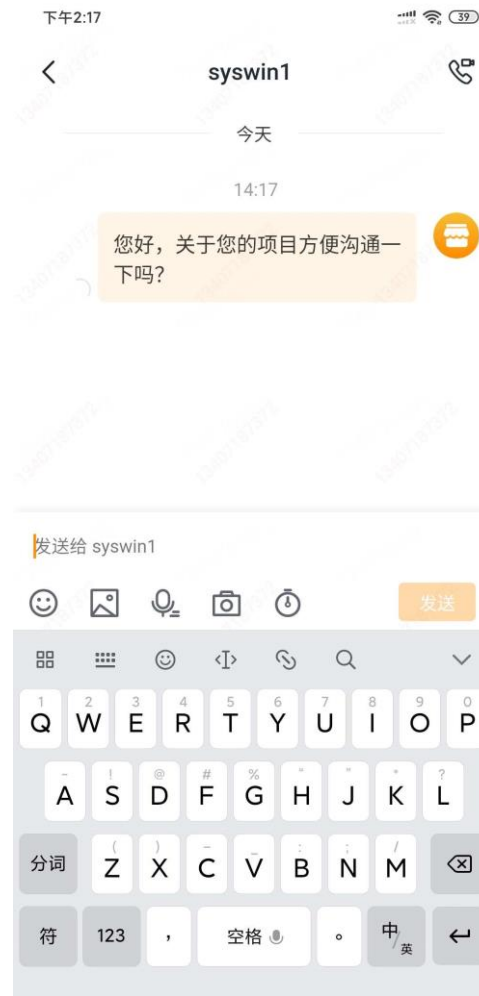 下午2:17
39
syswin1
今天
14:17
您好，关于您的项目方便沟通一
下吗？
发送给 syswin1
发送
1 2 3 4 5 6 7 8 9 0
Q W E R T Y U I O P
- ! @ # % " " * ?
A S D F G H J K L
( ) - _ : ; /
分词 Z X C V B N M
符 123 ， 空格 。 中/英